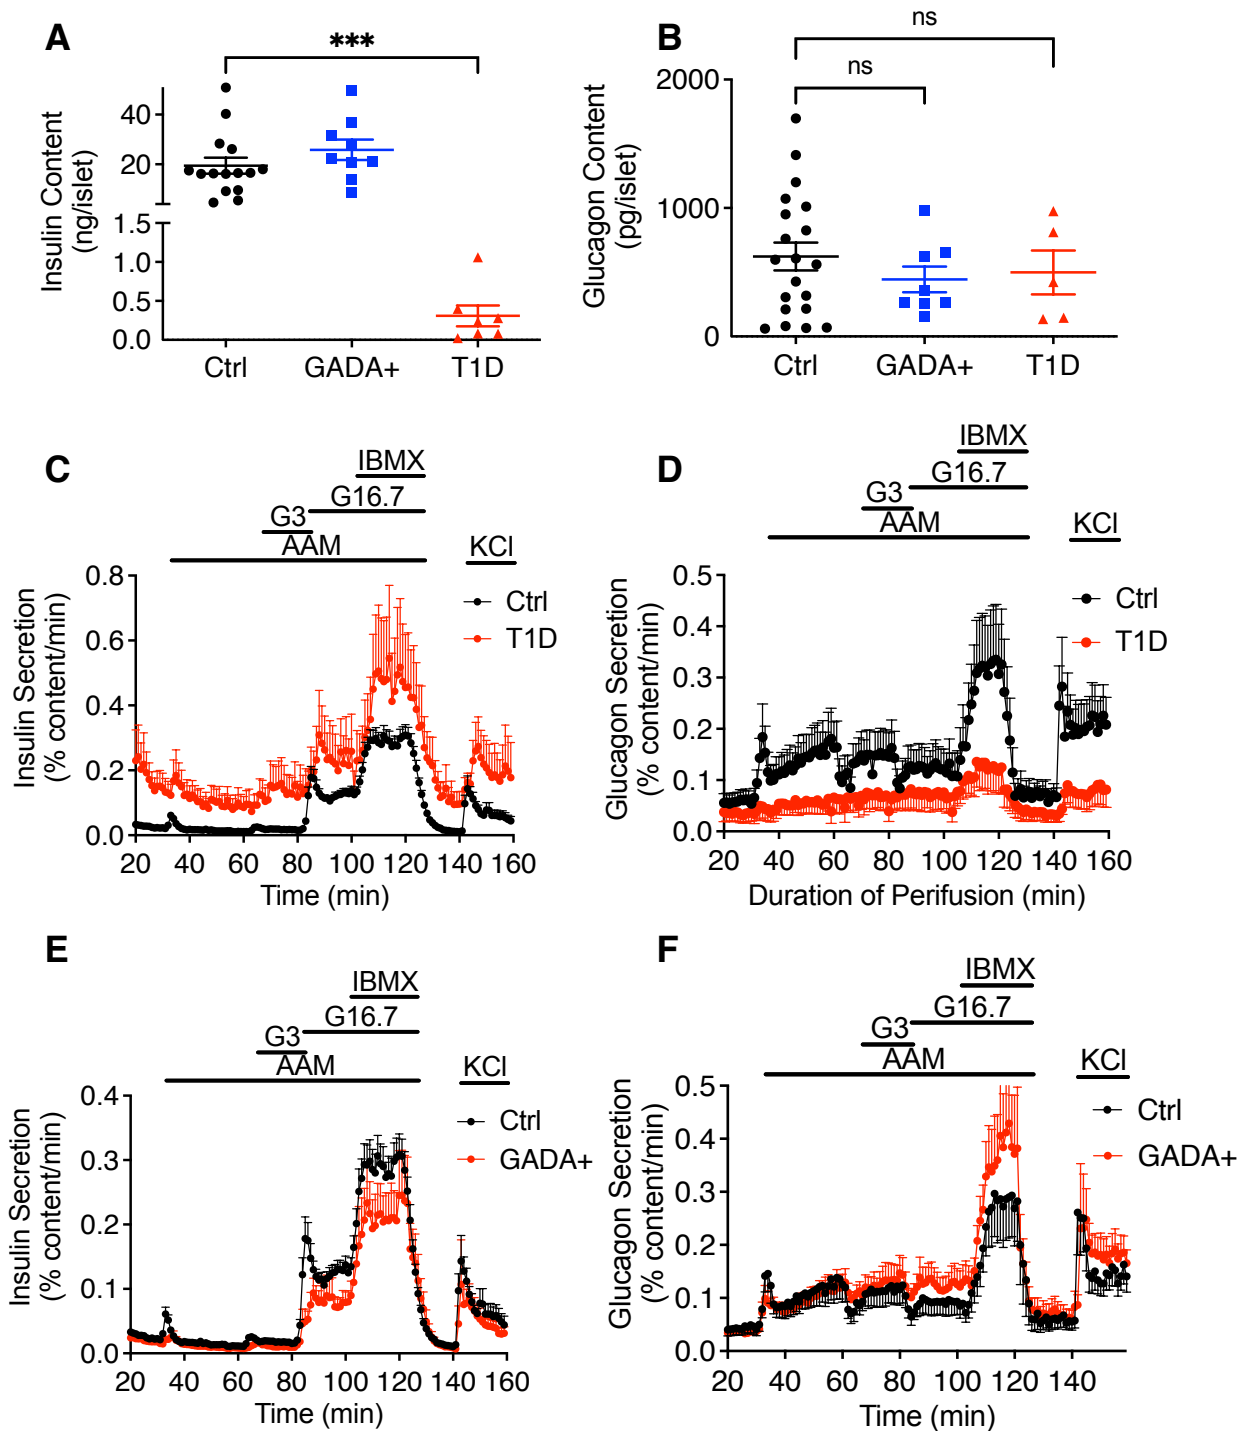 A
***
Insulin Content
(ng/islet)
40
20
1.5
1.0
0.5
0.0
Ctrl GADA+ T1D
B
ns
ns
Glucagon Content
(pg/islet)
2000
1000
0
Ctrl GADA+ T1D
C
IBMX
G16.7
G3
AAM
KCl
Ctrl
T1D
Insulin Secretion
(% content/min)
0.8
0.6
0.4
0.2
0.0
20 40 60 80 100 120 140 160
Time (min)
D
IBMX
G16.7
G3
AAM
KCl
Ctrl
T1D
Glucagon Secretion
(% content/min)
0.5
0.4
0.3
0.2
0.1
0.0
20 40 60 80 100 120 140 160
Duration of Perifusion (min)
E
IBMX
G16.7
G3
AAM
KCl
Ctrl
GADA+
Insulin Secretion
(% content/min)
0.4
0.3
0.2
0.1
0.0
20 40 60 80 100 120 140 160
Time (min)
F
IBMX
G16.7
G3
AAM
KCl
Ctrl
GADA+
Glucagon Secretion
(% content/min)
0.5
0.4
0.3
0.2
0.1
0.0
20 40 60 80 100 120 140
Time (min)